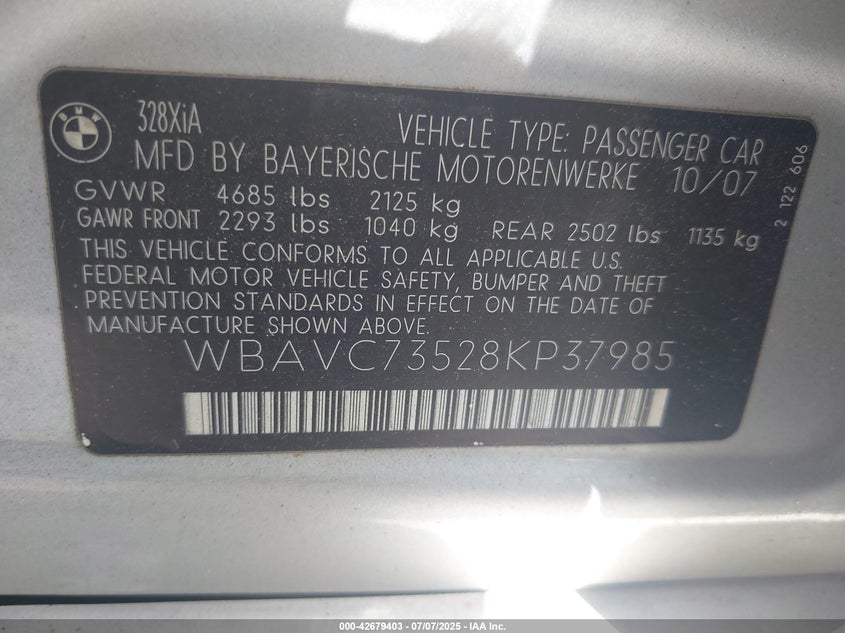 BMW
328XiA
VEHICLE TYPE: PASSENGER CAR
MFD BY BAYERISCHE MOTORENWERKE 10/07
GVWR 4685 lbs 2125 kg
GAWR FRONT 2293 lbs 1040 kg REAR 2502 lbs 1135 kg
THIS VEHICLE CONFORMS TO ALL APPLICABLE U.S.
FEDERAL MOTOR VEHICLE SAFETY, BUMPER AND THEFT
PREVENTION STANDARDS IN EFFECT ON THE DATE OF
MANUFACTURE SHOWN ABOVE.
WBAVC73528KP37985
2 122 606
000-42679403 - 07/07/2025 - IAA Inc.